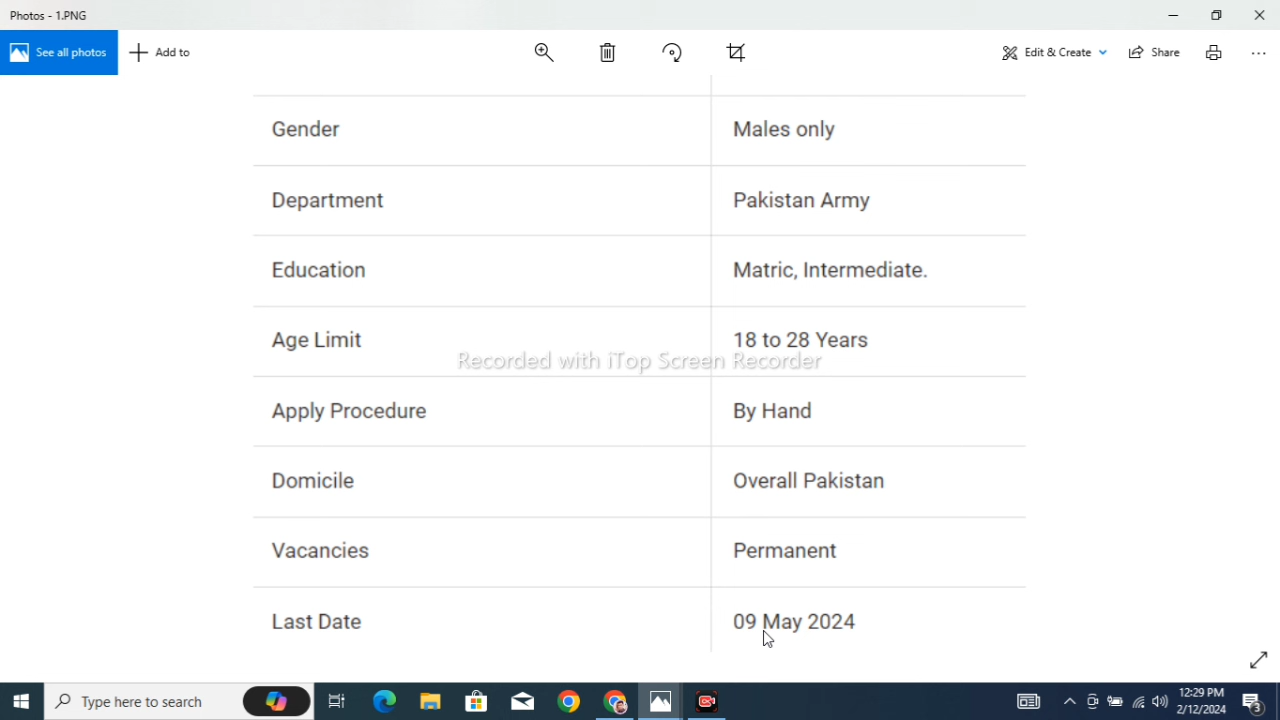 Photos - 1.PNG
See all photos
Add to
Edit & Create
Share
Gender Males only
Department Pakistan Army
Education Matric, Intermediate.
Age Limit 18 to 28 Years
Recorded with iTop Screen Recorder
Apply Procedure By Hand
Domicile Overall Pakistan
Vacancies Permanent
Last Date 09 May 2024
Type here to search
12:29 PM
2/12/2024
3